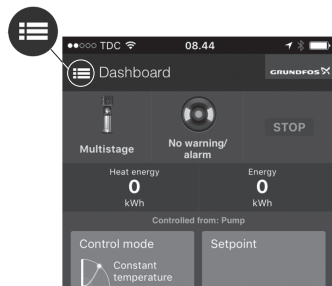 ●●○○○ TDC 08.44
Dashboard
GRUNDFOS
Multistage
No warning/
alarm
STOP
Heat energy
0
kWh
Energy
0
kWh
Controlled from: Pump
Control mode
Constant
temperature
Setpoint